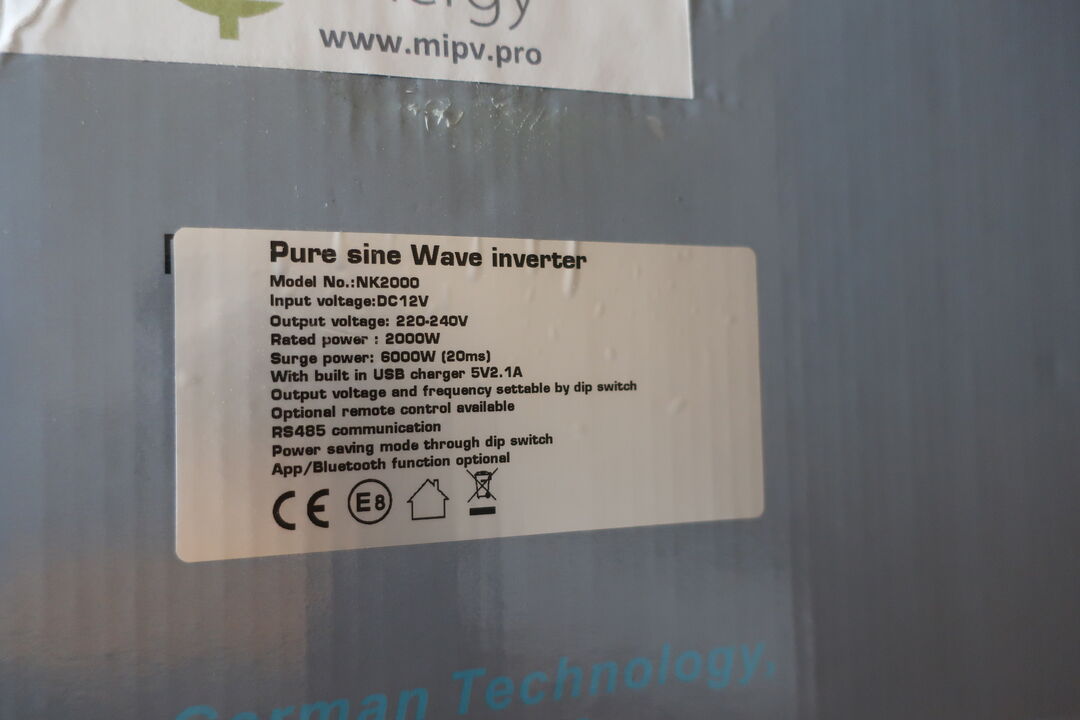 www.mipv.pro
Pure sine Wave inverter
Model No.:NK2000
Input voltage:DC12V
Output voltage: 220-240V
Rated power : 2000W
Surge power: 6000W (20ms)
With built in USB charger 5V2.1A
Output voltage and frequency settable by dip switch
Optional remote control available
RS485 communication
Power saving mode through dip switch
App/Bluetooth function optional
CE E8
German Technology,